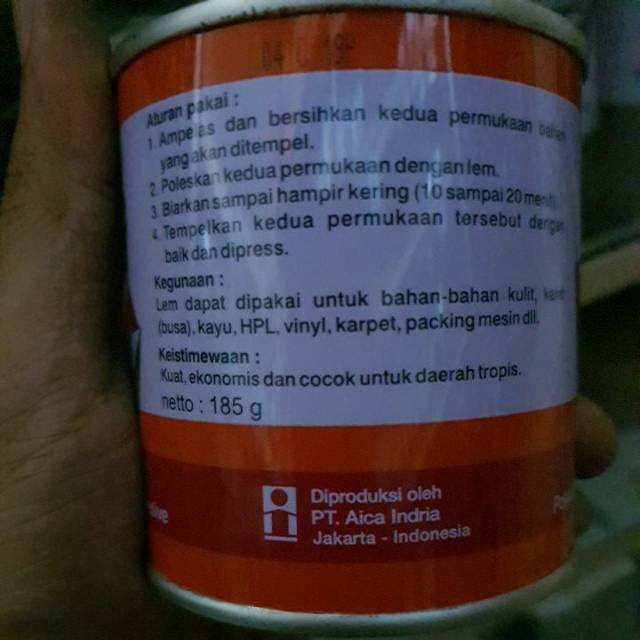 Aturan pakai :
1. Ampelas dan bersihkan kedua permukaan bahan
yang akan ditempel.
2. Poleskan kedua permukaan dengan lem.
3. Biarkan sampai hampir kering (10 sampai 20 menit).
4. Tempelkan kedua permukaan tersebut dengan
baik dan dipress.
Kegunaan :
Lem dapat dipakai untuk bahan-bahan kulit, karet
(busa), kayu, HPL, vinyl, karpet, packing mesin dll.
Keistimewaan :
Kuat, ekonomis dan cocok untuk daerah tropis.
netto : 185 g
Diproduksi oleh
PT. Aica Indria
Jakarta - Indonesia